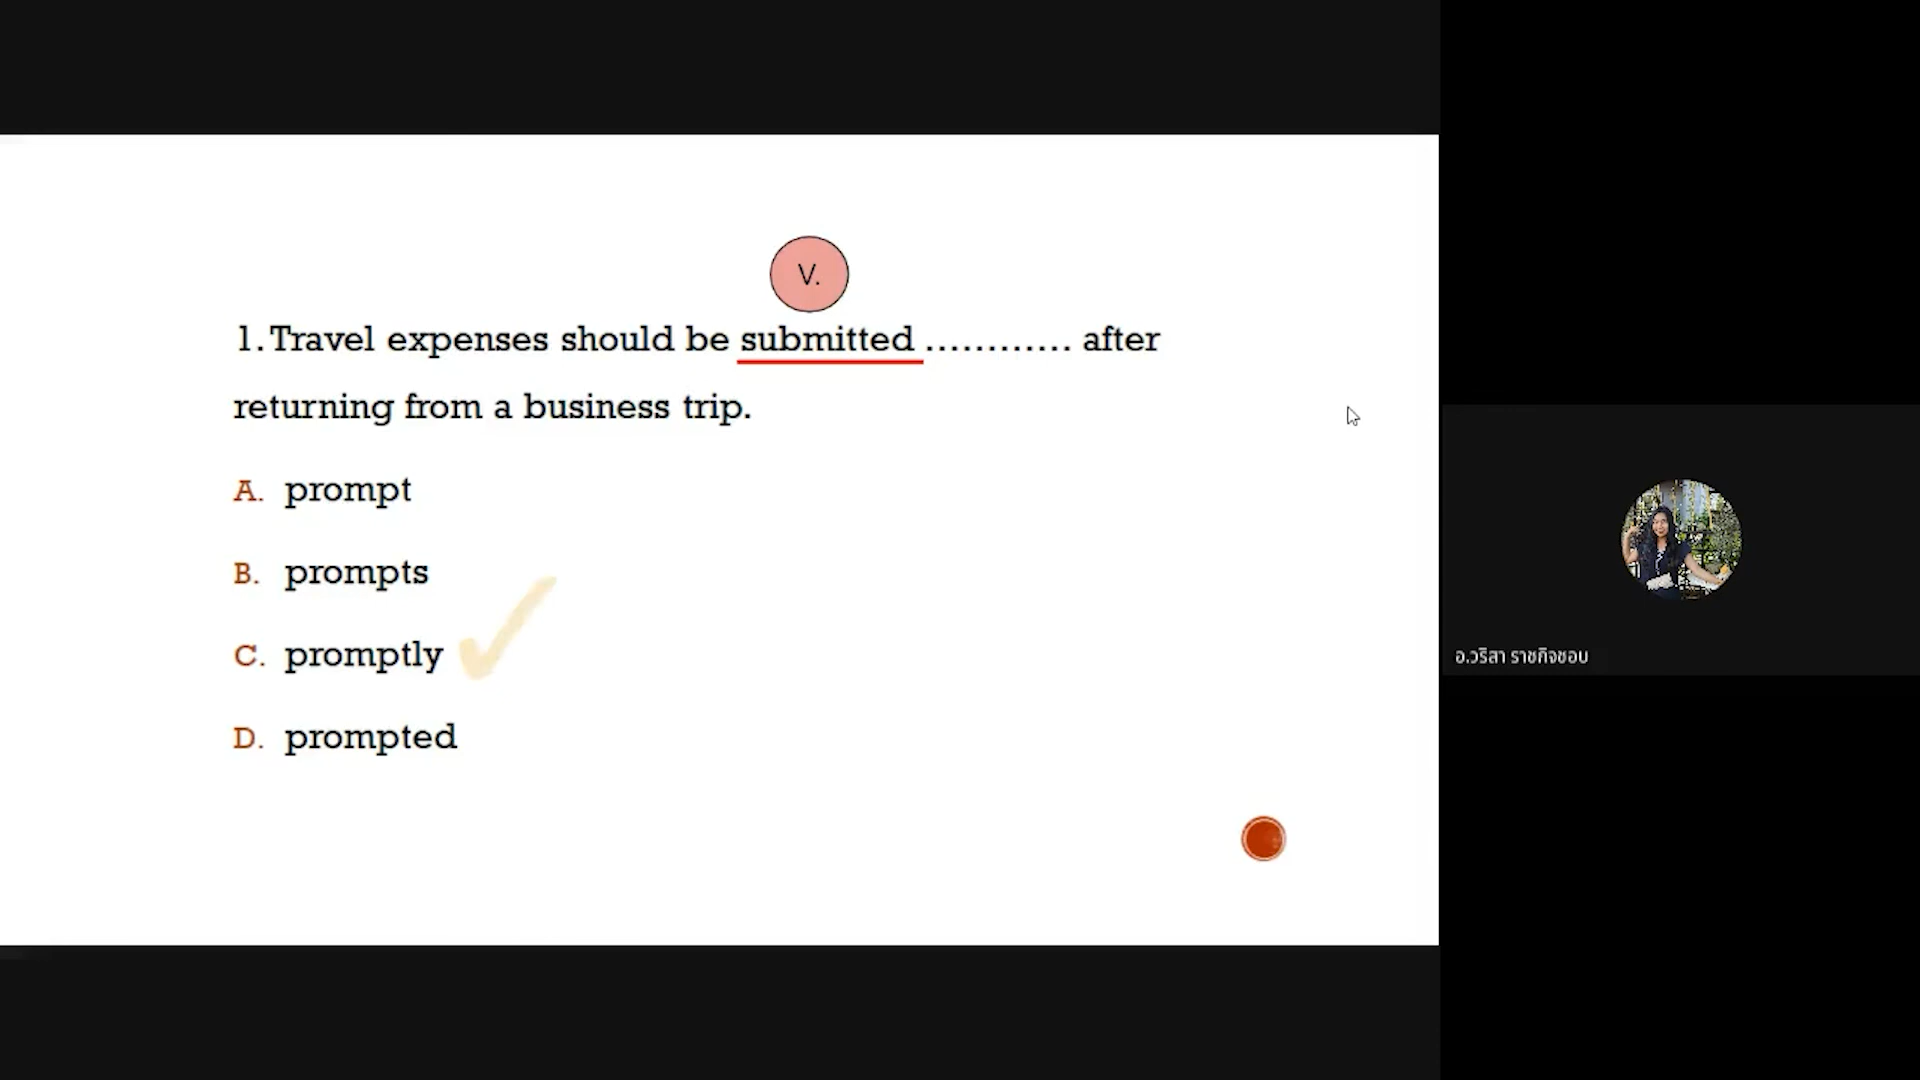 V.
1. Travel expenses should be submitted ............ after
returning from a business trip.
A. prompt
B. prompts
C. promptly
D. prompted
อ.วริสา ราชกิจชอบ